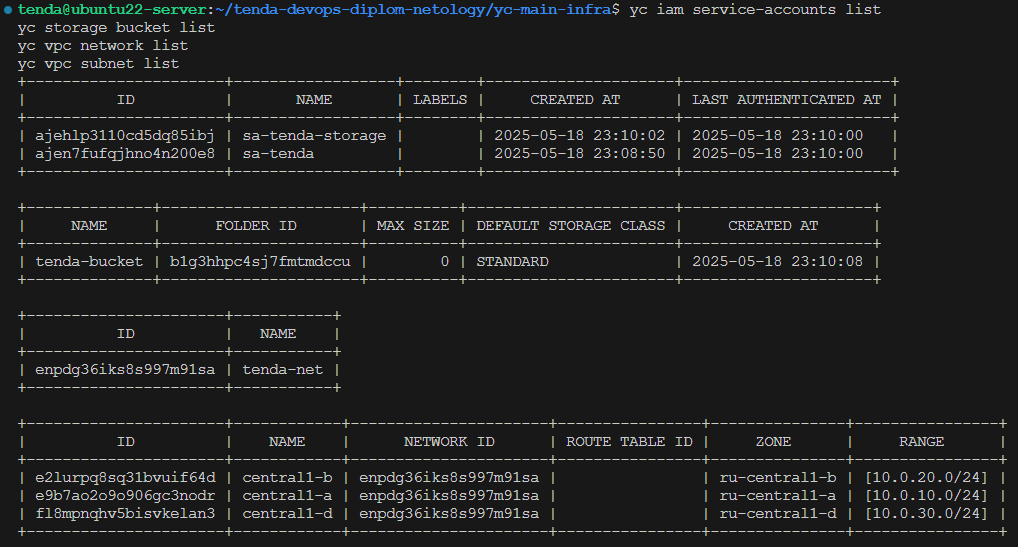 tenda@ubuntu22-server:~/tenda-devops-diplom-netology/yc-main-infra$ yc iam service-accounts list
yc storage bucket list
yc vpc network list
yc vpc subnet list
+----------------------+------------------+--------+---------------------+-----------------------+
| ID | NAME | LABELS | CREATED AT | LAST AUTHENTICATED AT |
+----------------------+------------------+--------+---------------------+-----------------------+
| ajehlp3110cd5dq85ibj | sa-tenda-storage | | 2025-05-18 23:10:02 | 2025-05-18 23:10:00 |
| ajen7fufqjhno4n200e8 | sa-tenda | | 2025-05-18 23:08:50 | 2025-05-18 23:10:00 |
+----------------------+------------------+--------+---------------------+-----------------------+
+--------------+----------------------+----------+-----------------------+---------------------+
| NAME | FOLDER ID | MAX SIZE | DEFAULT STORAGE CLASS | CREATED AT |
+--------------+----------------------+----------+-----------------------+---------------------+
| tenda-bucket | b1g3hhpc4sj7fmtmdccu | 0 | STANDARD | 2025-05-18 23:10:08 |
+--------------+----------------------+----------+-----------------------+---------------------+
+----------------------+-----------+
| ID | NAME |
+----------------------+-----------+
| enpdg36iks8s997m91sa | tenda-net |
+----------------------+-----------+
+----------------------+------------+----------------------+----------------+---------------+----------------+
| ID | NAME | NETWORK ID | ROUTE TABLE ID | ZONE | RANGE |
+----------------------+------------+----------------------+----------------+---------------+----------------+
| e2lurpq8sq31bvuif64d | central1-b | enpdg36iks8s997m91sa | | ru-central1-b | [10.0.20.0/24] |
| e9b7ao2o9o906gc3nodr | central1-a | enpdg36iks8s997m91sa | | ru-central1-a | [10.0.10.0/24] |
| fl8mpnqhv5bisvkelan3 | central1-d | enpdg36iks8s997m91sa | | ru-central1-d | [10.0.30.0/24] |
+----------------------+------------+----------------------+----------------+---------------+----------------+